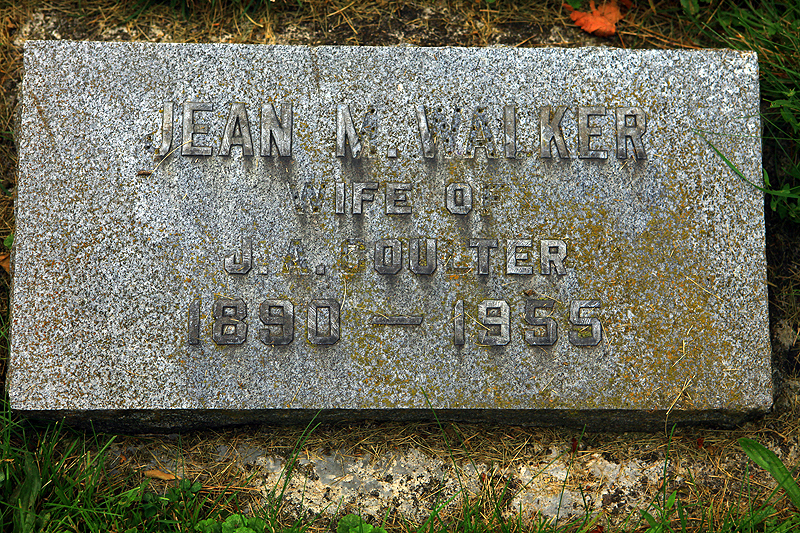 JEAN M. WALKER
WIFE OF
J. A. COULTER
1890 — 1955